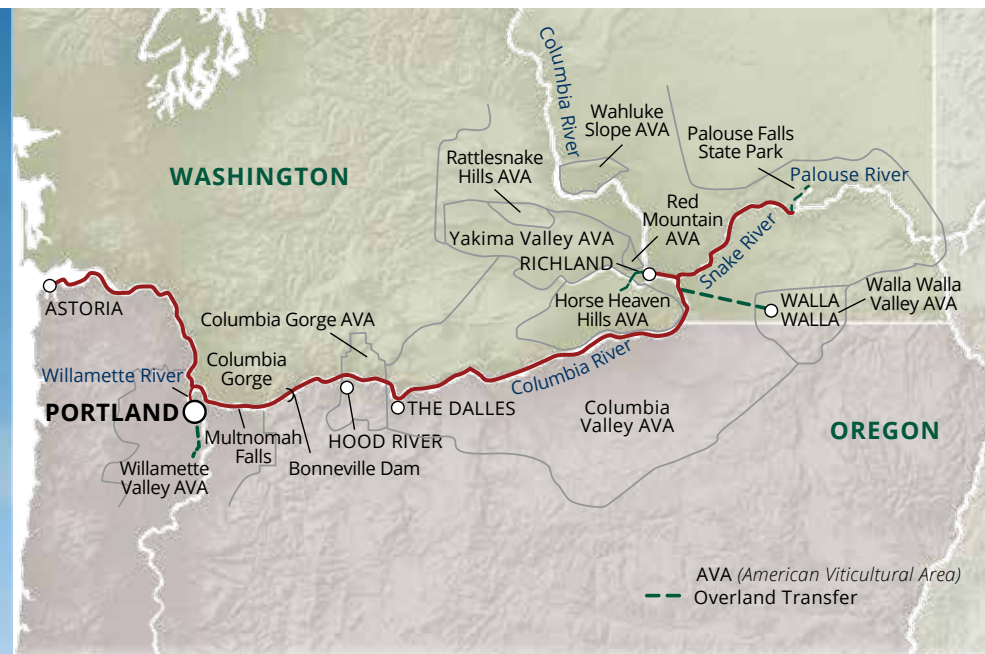 Columbia River
Wahluke
Slope AVA
Palouse Falls
State Park
Rattlesnake
Hills AVA
WASHINGTON
Palouse River
Red
Mountain
AVA
Yakima Valley AVA
RICHLAND
Snake River
ASTORIA
Horse Heaven
Hills AVA
WALLA
WALLA
Walla Walla
Valley AVA
Columbia Gorge AVA
Columbia
Gorge
Willamette River
Columbia River
PORTLAND
THE DALLES
Columbia
Valley AVA
OREGON
Multnomah
Falls
HOOD RIVER
Bonneville Dam
Willamette
Valley AVA
AVA (American Viticultural Area)
Overland Transfer